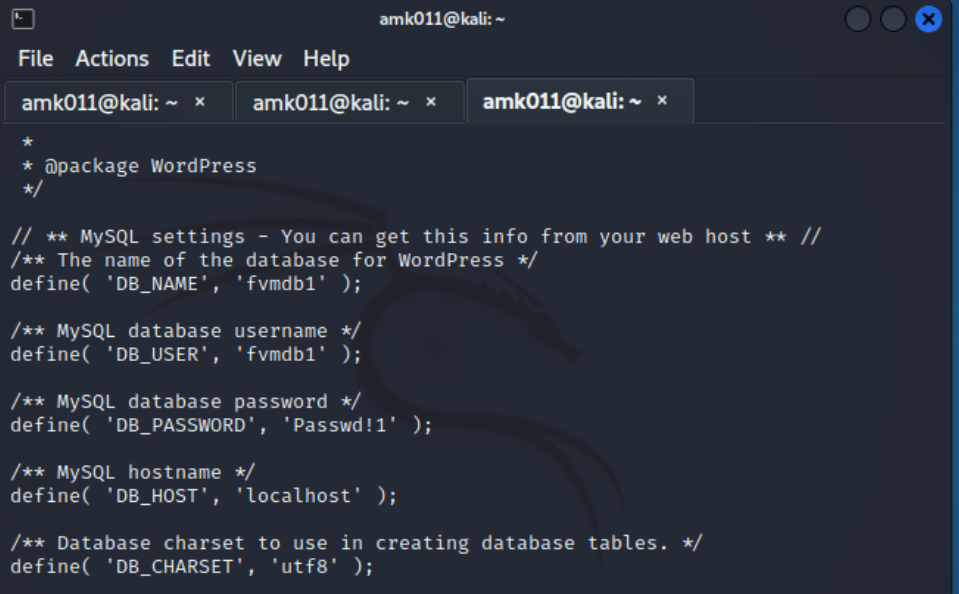 amk011@kali: ~
File Actions Edit View Help
amk011@kali: ~ × amk011@kali: ~ × amk011@kali: ~ ×
*
* @package WordPress
*/
// ** MySQL settings - You can get this info from your web host ** //
/** The name of the database for WordPress */
define( 'DB_NAME', 'fvmdb1' );
/** MySQL database username */
define( 'DB_USER', 'fvmdb1' );
/** MySQL database password */
define( 'DB_PASSWORD', 'Passwd!1' );
/** MySQL hostname */
define( 'DB_HOST', 'localhost' );
/** Database charset to use in creating database tables. */
define( 'DB_CHARSET', 'utf8' );